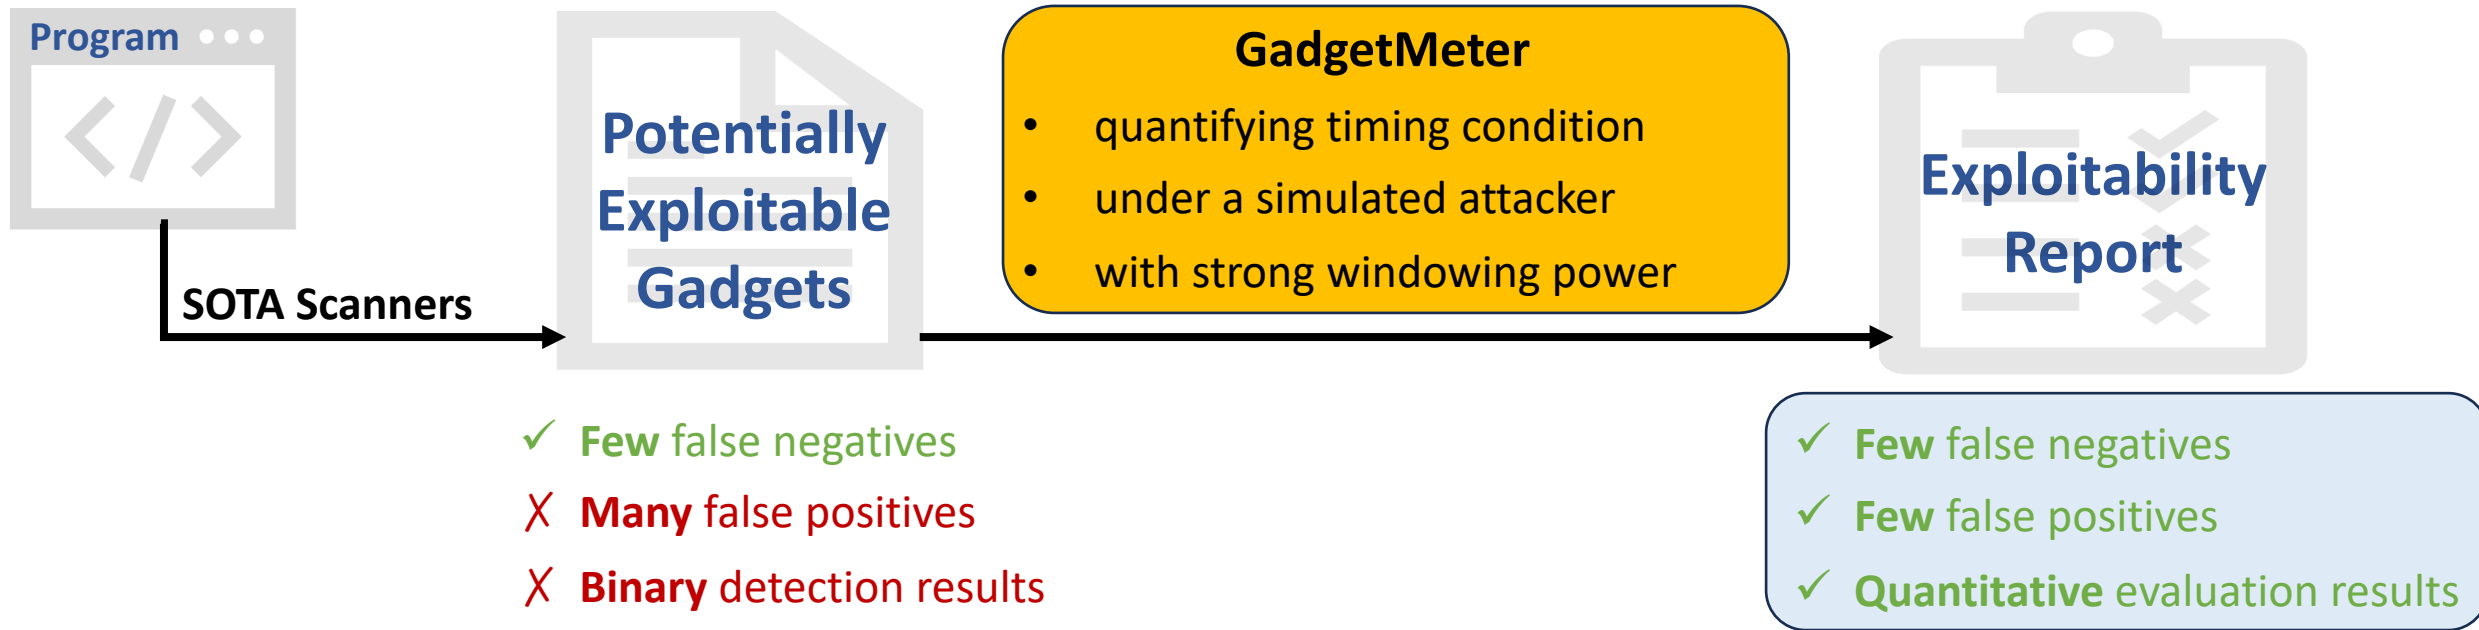 Program
</>
SOTA Scanners
Potentially
Exploitable
Gadgets
✓ Few false negatives
✗ Many false positives
✗ Binary detection results
GadgetMeter
• quantifying timing condition
• under a simulated attacker
• with strong windowing power
Exploitability
Report
✓ Few false negatives
✓ Few false positives
✓ Quantitative evaluation results